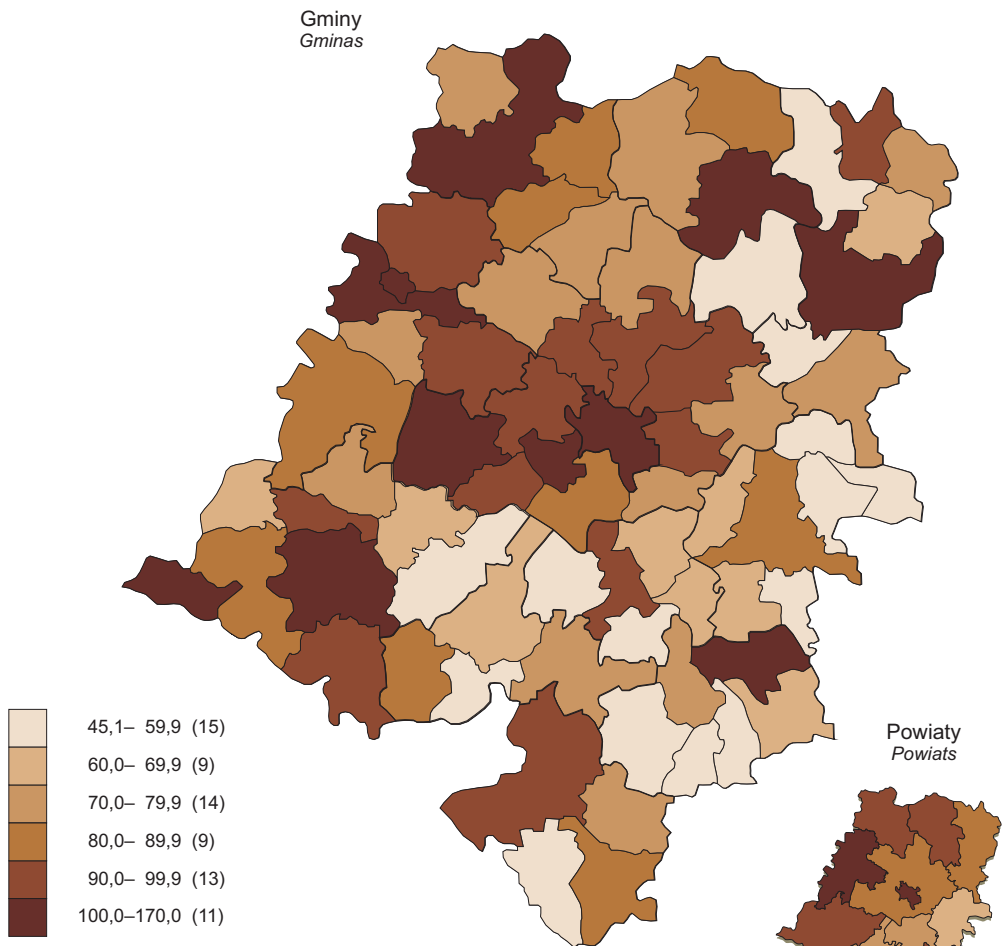 Gminy
Gminas
45,1– 59,9 (15)
60,0– 69,9 (9)
70,0– 79,9 (14)
80,0– 89,9 (9)
90,0– 99,9 (13)
100,0–170,0 (11)
Powiaty
Powiats